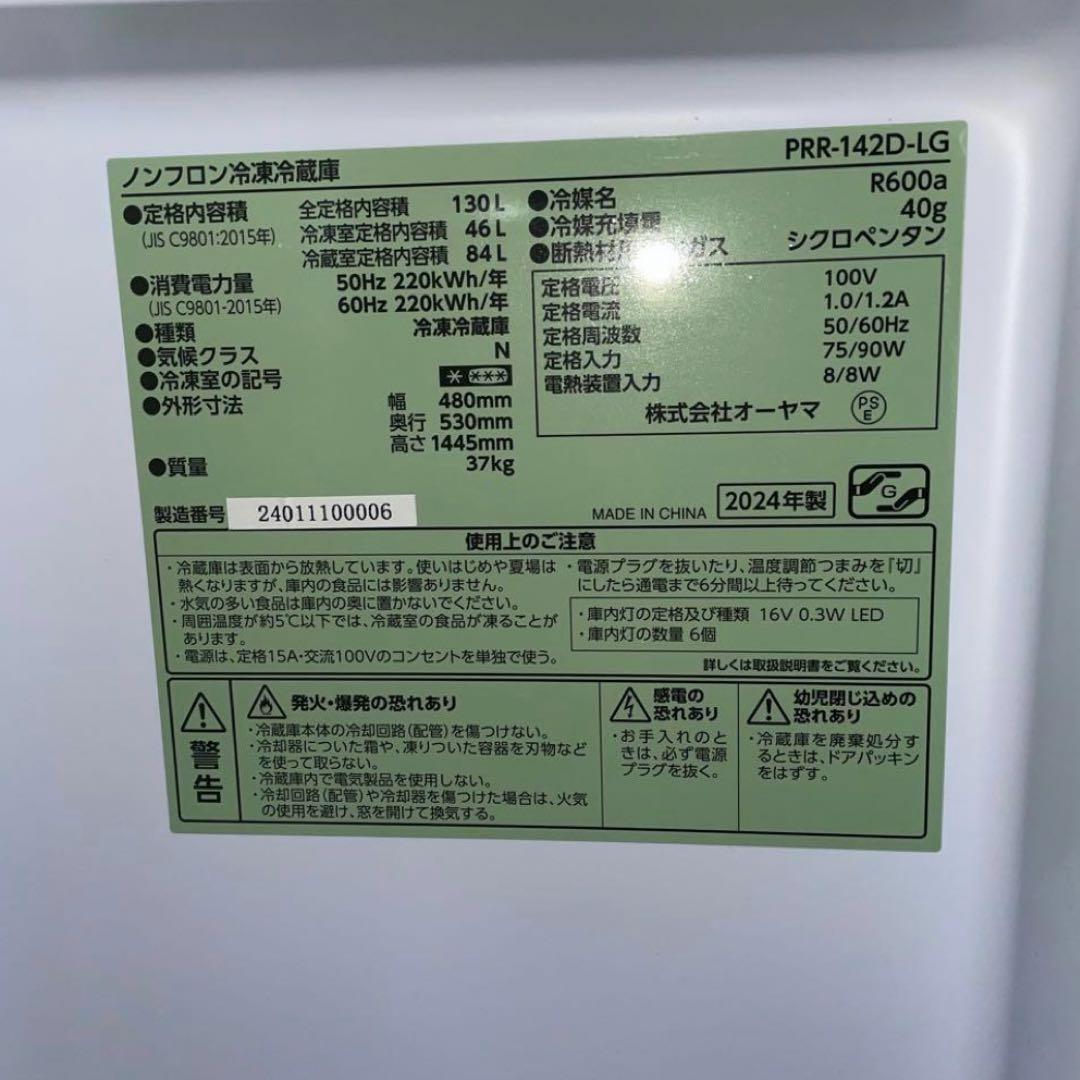 ノンフロン冷凍冷蔵庫
PRR-142D-LG
●定格内容積
(JIS C9801:2015年)
全定格内容積 130L
冷凍室定格内容積 46L
冷蔵室定格内容積 84L
●消費電力量
(JIS C9801-2015年)
50Hz 220kWh/年
60Hz 220kWh/年
●種類 冷凍冷蔵庫
●気候クラス N
●冷凍室の記号
●外形寸法 幅 480mm
奥行 530mm
高さ 1445mm
●質量 37kg
●冷媒名 R600a
●冷媒充填量 40g
●断熱材 ガス シクロペンタン
定格電圧 100V
定格電流 1.0/1.2A
定格周波数 50/60Hz
定格入力 75/90W
電熱装置入力 8/8W
株式会社オーヤマ
PS
E
製造番号 24011100006
MADE IN CHINA 2024年製
G
使用上のご注意
・冷蔵庫は表面から放熱しています。使いはじめや夏場は
熱くなりますが、庫内の食品には影響ありません。
・水気の多い食品は庫内の奥に置かないでください。
・周囲温度が約5℃以下では、冷蔵室の食品が凍ることが
あります。
・電源は、定格15A・交流100Vのコンセントを単独で使う。
・電源プラグを抜いたり、温度調節つまみを『切』
にしたら通電まで6分間以上待ってください。
・庫内灯の定格及び種類 16V 0.3W LED
・庫内灯の数量 6個
詳しくは取扱説明書をご覧ください。
警告
発火・爆発の恐れあり
・冷蔵庫本体の冷却回路(配管)を傷つけない。
・冷却器についた霜や、凍りついた容器を刃物など
を使って取らない。
・冷蔵庫内で電気製品を使用しない。
・冷却回路(配管)や冷却器を傷つけた場合は、火気
の使用を避け、窓を開けて換気する。
感電の
恐れあり
・お手入れのと
きは、必ず電源
プラグを抜く。
幼児閉じ込めの
恐れあり
・冷蔵庫を廃棄処分す
るときは、ドアパッキン
をはずす。